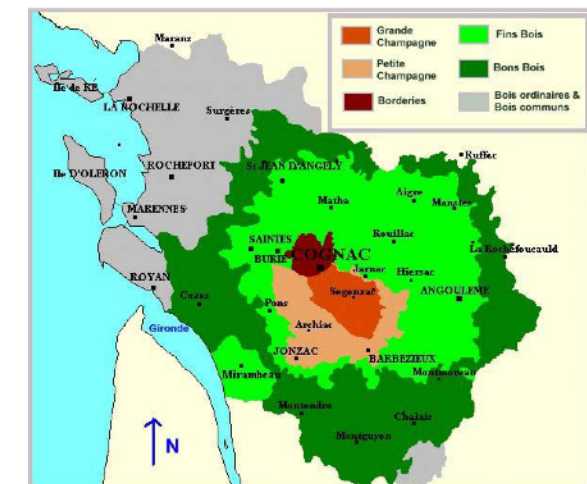 Grande
Champagne
Fins Bois
Petite
Champagne
Bons Bois
Borderies
Bois ordinaires &
Bois communs
Maranz
Ile de RE
LA ROCHELLE
Surgères
Ruffec
St JEAN D'ANGELY
ROCHEFORT
Ile D'OLERON
Aigre
Matha
Mansles
MARENNES
Rouillac
La Rochefoucauld
SAINTES
COGNAC
BURIE
Jarnac
Hiersac
ROYAN
Segonzac
ANGOULEME
Cozes
Pons
Gironde
Archiac
JONZAC
BARBEZIEUX
Mirambeau
Montmoreau
Montendre
Chalais
Montguyon
N